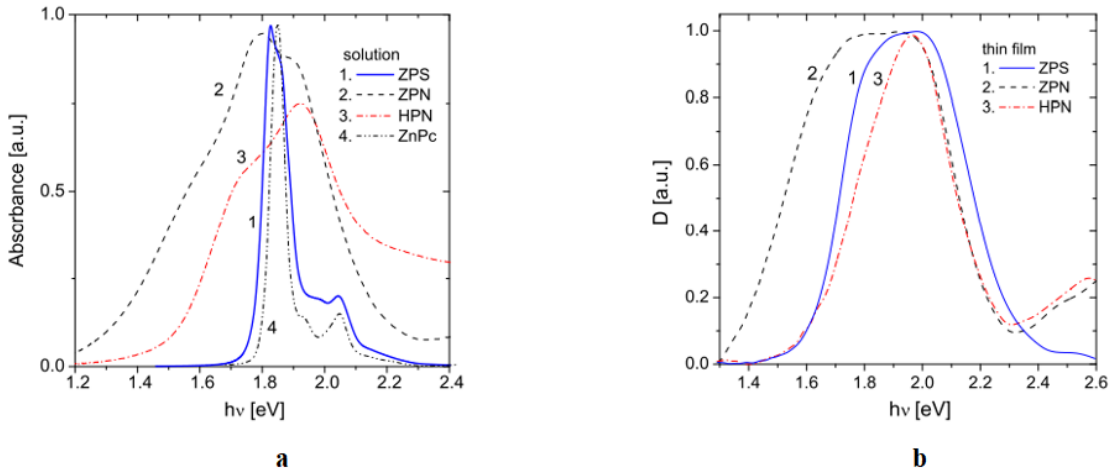 1.0
0.5
0.0
Absorbance [a.u.]
solution
1. ZPS
2. ZPN
3. HPN
4. ZnPc
2
3
1
4
1.2 1.4 1.6 1.8 2.0 2.2 2.4
hν [eV]
a
1.0
0.8
0.6
0.4
0.2
0.0
D [a.u.]
thin film
1. ZPS
2. ZPN
3. HPN
2
1 3
1.4 1.6 1.8 2.0 2.2 2.4 2.6
hν [eV]
b